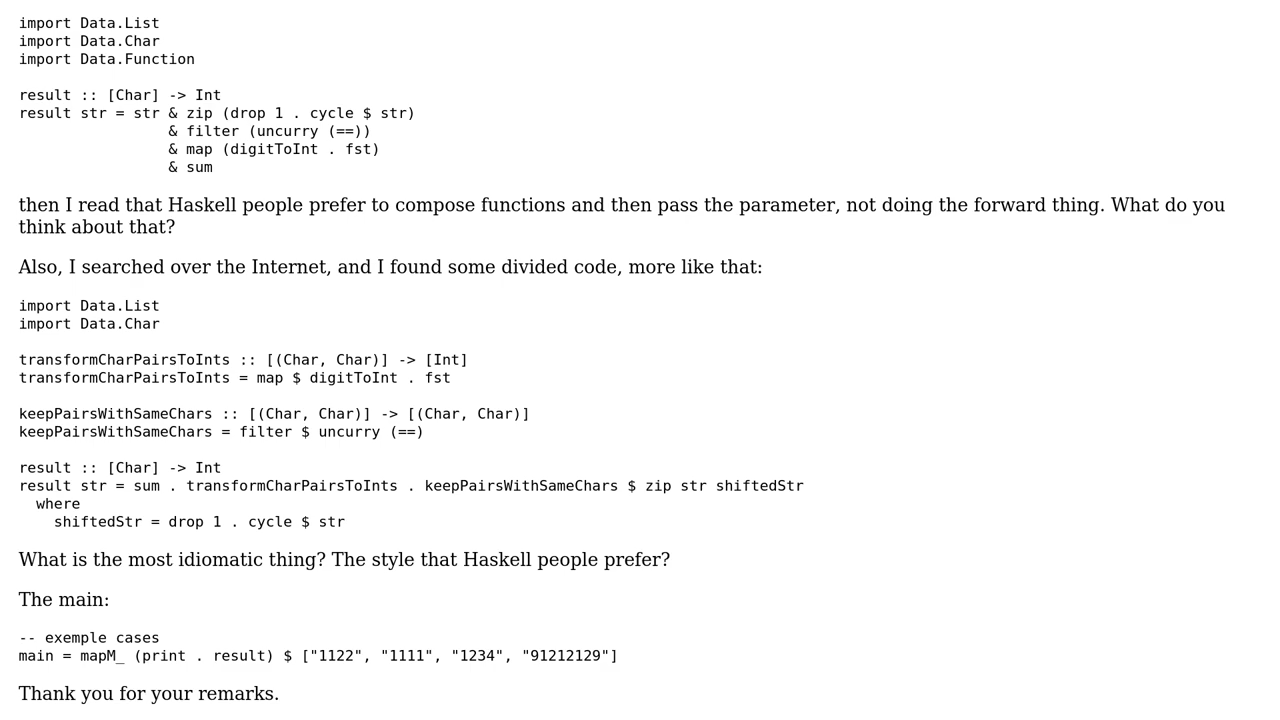 import Data.List
import Data.Char
import Data.Function

result :: [Char] -> Int
result str = str & zip (drop 1 . cycle $ str)
                 & filter (uncurry (==))
                 & map (digitToInt . fst)
                 & sum

then I read that Haskell people prefer to compose functions and then pass the parameter, not doing the forward thing. What do you
think about that?

Also, I searched over the Internet, and I found some divided code, more like that:

import Data.List
import Data.Char

transformCharPairsToInts :: [(Char, Char)] -> [Int]
transformCharPairsToInts = map $ digitToInt . fst

keepPairsWithSameChars :: [(Char, Char)] -> [(Char, Char)]
keepPairsWithSameChars = filter $ uncurry (==)

result :: [Char] -> Int
result str = sum . transformCharPairsToInts . keepPairsWithSameChars $ zip str shiftedStr
  where
    shiftedStr = drop 1 . cycle $ str

What is the most idiomatic thing? The style that Haskell people prefer?

The main:

-- exemple cases
main = mapM_ (print . result) $ ["1122", "1111", "1234", "91212129"]

Thank you for your remarks.